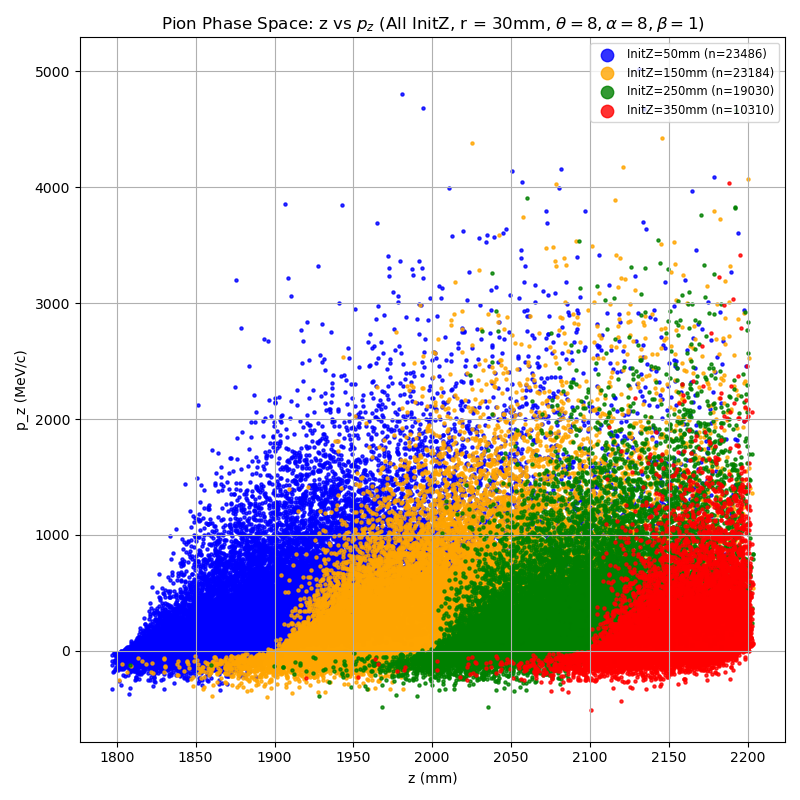 Pion Phase Space: z vs p_z (All InitZ, r = 30mm, θ = 8, α = 8, β = 1)
InitZ=50mm (n=23486)
InitZ=150mm (n=23184)
InitZ=250mm (n=19030)
InitZ=350mm (n=10310)
5000
4000
3000
2000
1000
0
p_z (MeV/c)
1800 1850 1900 1950 2000 2050 2100 2150 2200
z (mm)